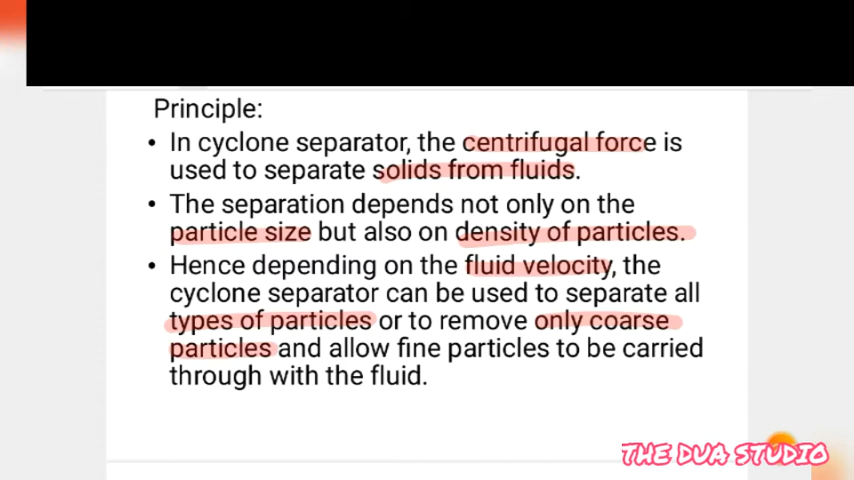 Principle:
• In cyclone separator, the centrifugal force is
used to separate solids from fluids.
• The separation depends not only on the
particle size but also on density of particles.
• Hence depending on the fluid velocity, the
cyclone separator can be used to separate all
types of particles or to remove only coarse
particles and allow fine particles to be carried
through with the fluid.
THE DUA STUDIO